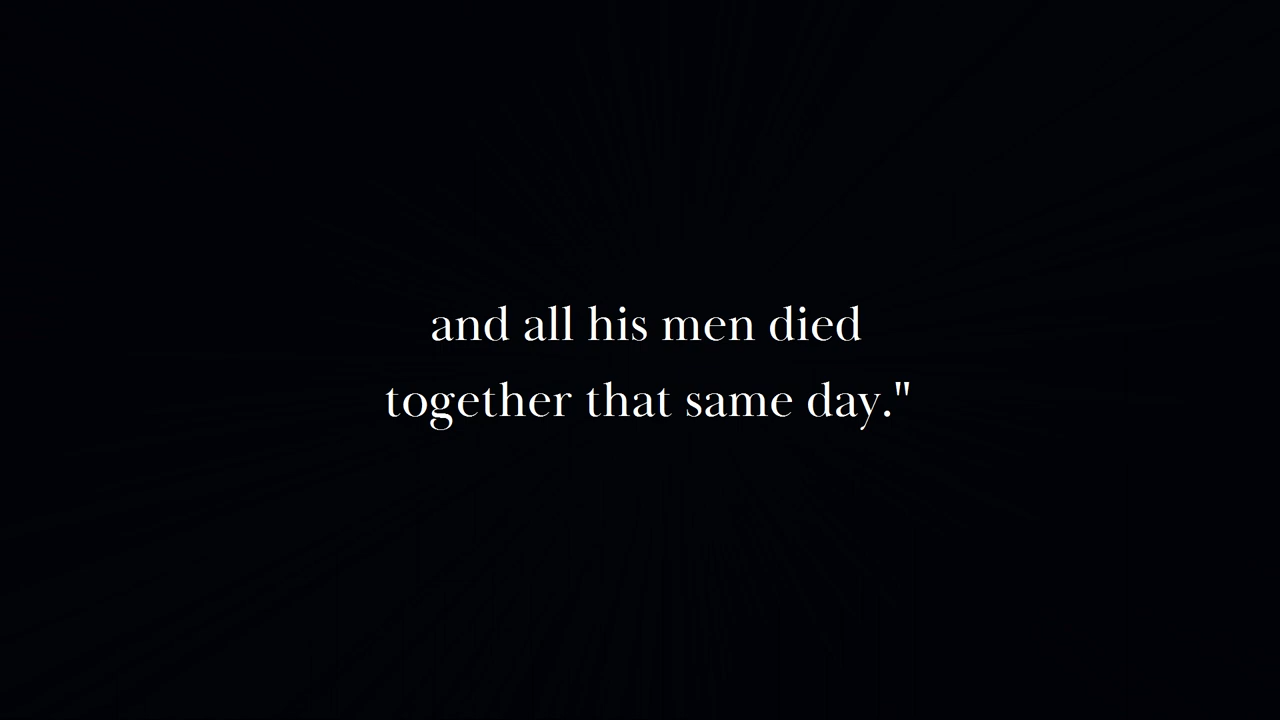 and all his men died
together that same day."